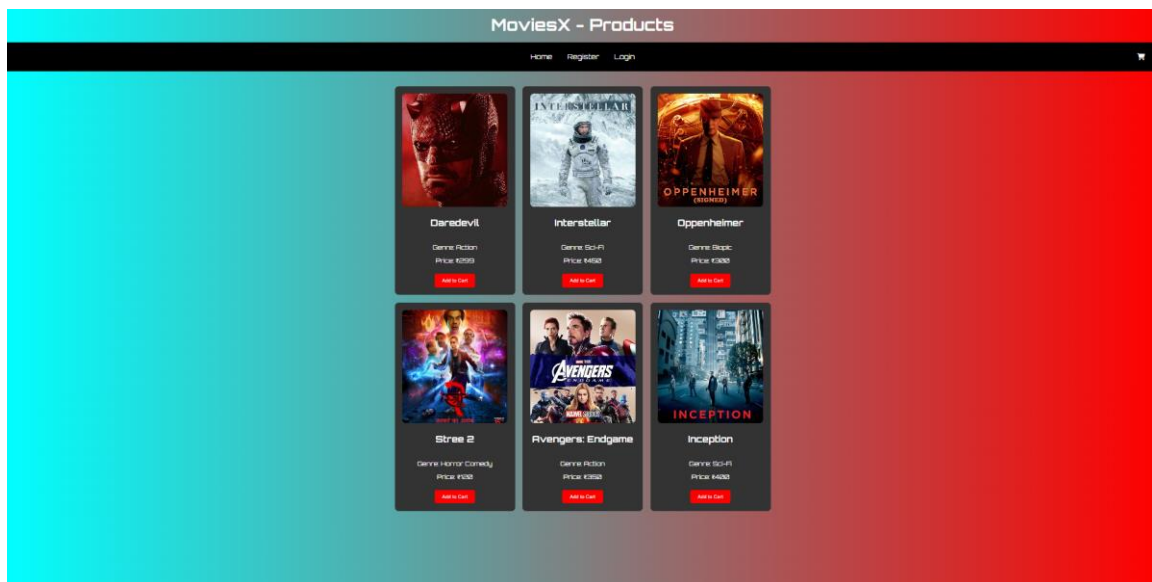 MoviesX - Products
Home Register Login
INTERSTELLAR
OPPENHEIMER
(SIGNED)
Daredevil
Interstellar
Oppenheimer
Genre: Action
Genre: Sci-Fi
Genre: Biopic
Price: ₹299
Price: ₹450
Price: ₹300
Add to Cart
Add to Cart
Add to Cart
AVENGERS
ENDGAME
MARVEL STUDIOS
INCEPTION
Stree 2
Avengers: Endgame
Inception
Genre: Horror Comedy
Genre: Action
Genre: Sci-Fi
Price: ₹120
Price: ₹350
Price: ₹400
Add to Cart
Add to Cart
Add to Cart